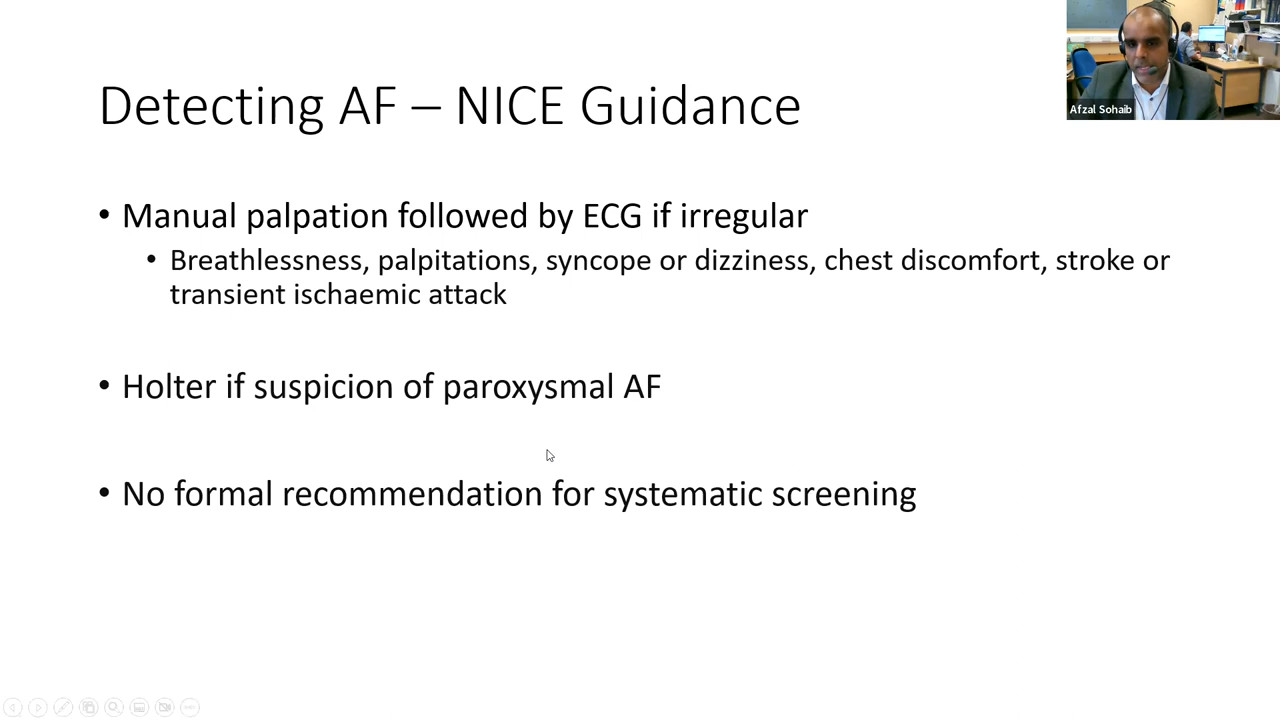 Detecting AF – NICE Guidance
Afzal Sohaib
• Manual palpation followed by ECG if irregular
• Breathlessness, palpitations, syncope or dizziness, chest discomfort, stroke or
transient ischaemic attack
• Holter if suspicion of paroxysmal AF
• No formal recommendation for systematic screening